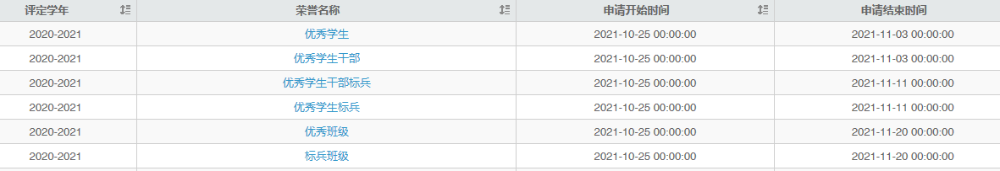 评定学年 荣誉名称 申请开始时间 申请结束时间
2020-2021 优秀学生 2021-10-25 00:00:00 2021-11-03 00:00:00
2020-2021 优秀学生干部 2021-10-25 00:00:00 2021-11-03 00:00:00
2020-2021 优秀学生干部标兵 2021-10-25 00:00:00 2021-11-11 00:00:00
2020-2021 优秀学生标兵 2021-10-25 00:00:00 2021-11-11 00:00:00
2020-2021 优秀班级 2021-10-25 00:00:00 2021-11-20 00:00:00
2020-2021 标兵班级 2021-10-25 00:00:00 2021-11-20 00:00:00